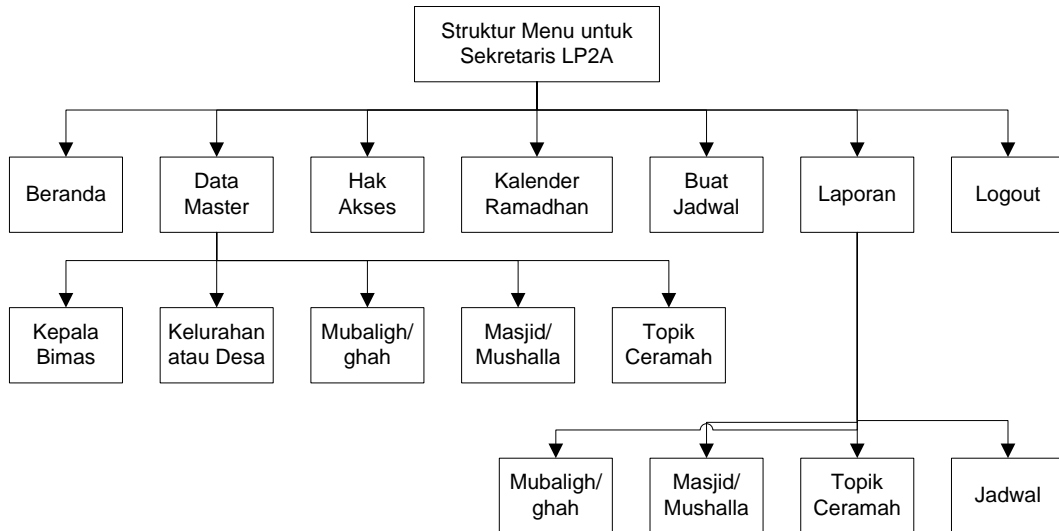 Struktur Menu untuk
Sekretaris LP2A
Beranda
Data
Master
Hak
Akses
Kalender
Ramadhan
Buat
Jadwal
Laporan
Logout
Kepala
Bimas
Kelurahan
atau Desa
Mubaligh/
ghah
Masjid/
Mushalla
Topik
Ceramah
Mubaligh/
ghah
Masjid/
Mushalla
Topik
Ceramah
Jadwal